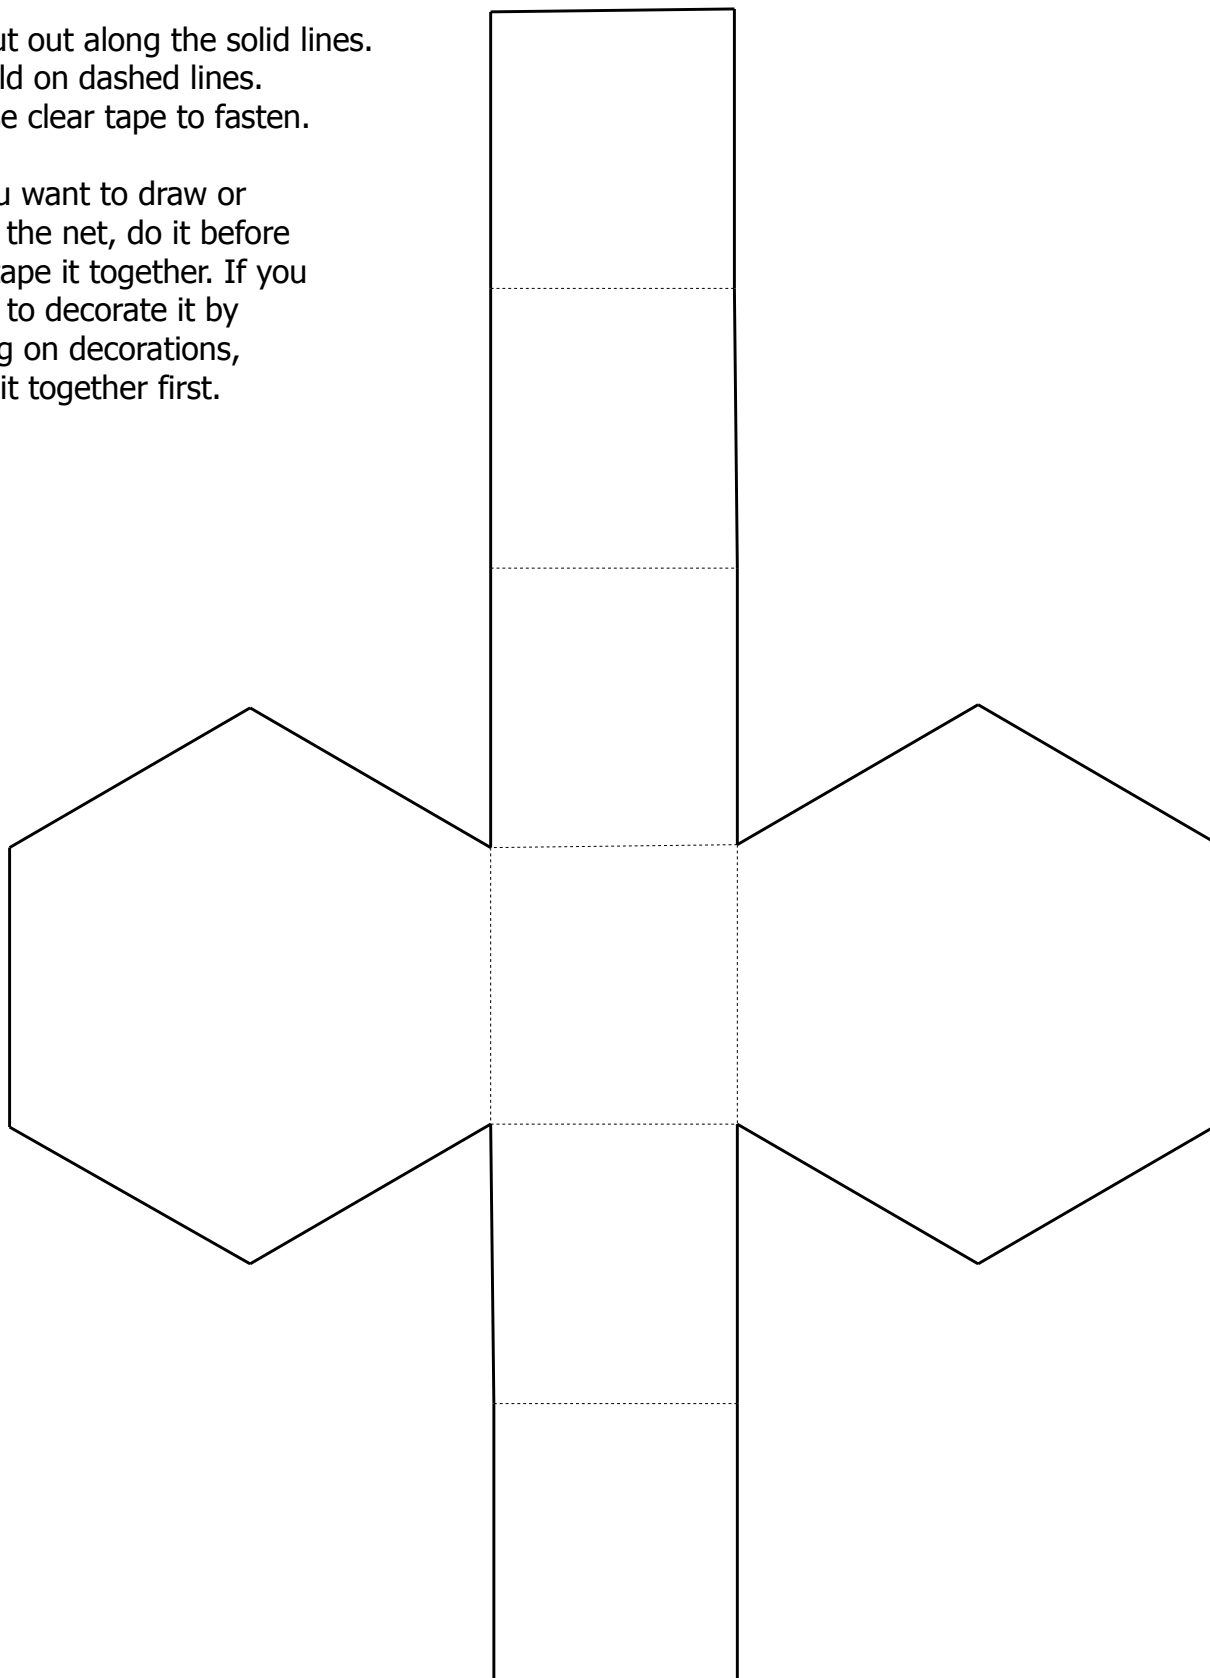 ut out along the solid lines.
ld on dashed lines.
e clear tape to fasten.
u want to draw or
the net, do it before
ape it together. If you
to decorate it by
g on decorations,
it together first.